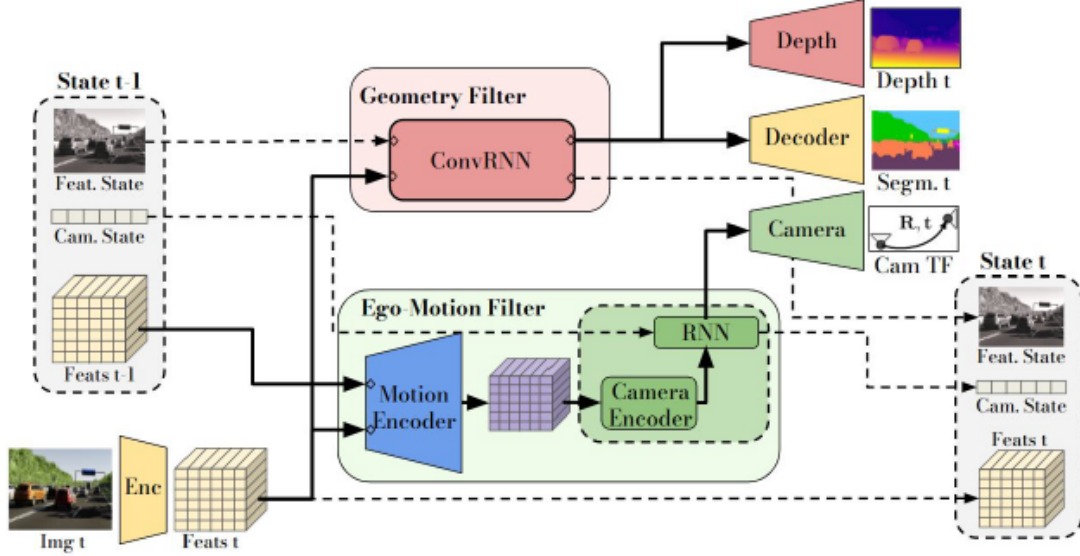 State t-1
Feat. State
Cam. State
Feats t-1
Img t
Enc
Feats t
Geometry Filter
ConvRNN
Ego-Motion Filter
Motion
Encoder
Camera
Encoder
RNN
Depth
Depth t
Decoder
Segm. t
Camera
R, t
Cam TF
State t
Feat. State
Cam. State
Feats t